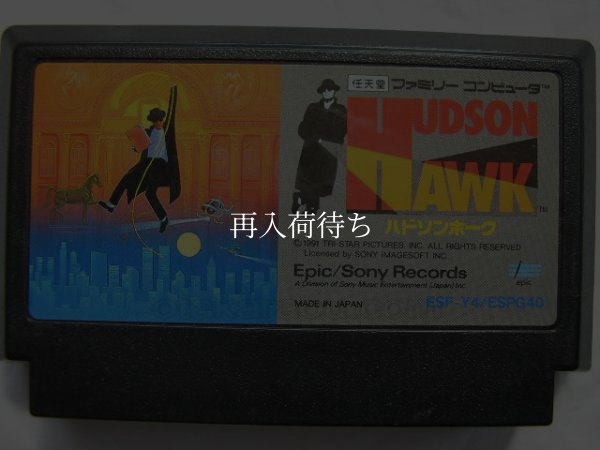 任天堂 ファミリーコンピュータ™
HUDSON
HAWK™
ハドソンホーク
再入荷待ち
©1991 TRI-STAR PICTURES, INC. ALL RIGHTS RESERVED
Licensed by SONY IMAGESOFT INC.
Epic/Sony Records
A Division of Sony Music Entertainment (Japan) Inc.
epic
MADE IN JAPAN
ESF-Y4/ESPG40